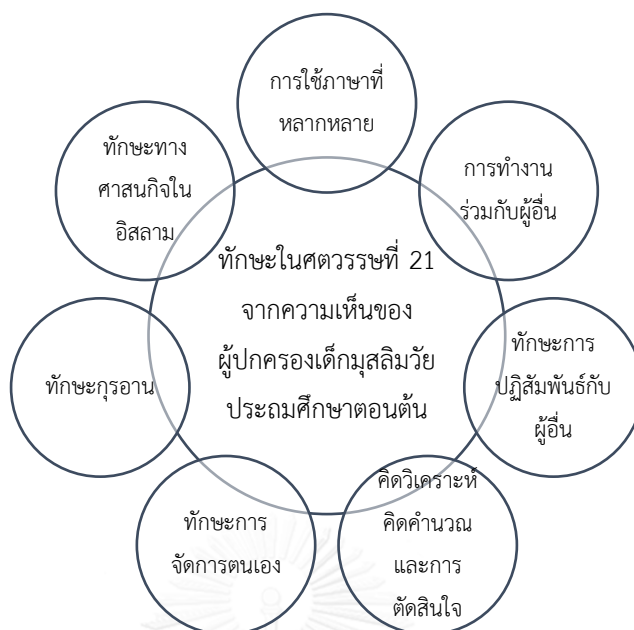 การใช้ภาษาที่
หลากหลาย
ทักษะทาง
ศาสนกิจใน
อิสลาม
การทำงาน
ร่วมกับผู้อื่น
ทักษะในศตวรรษที่ 21
จากความเห็นของ
ผู้ปกครองเด็กมุสลิมวัย
ประถมศึกษาตอนต้น
ทักษะกุรอาน
ทักษะการ
ปฏิสัมพันธ์กับ
ผู้อื่น
ทักษะการ
จัดการตนเอง
คิดวิเคราะห์
คิดคำนวณ
และการ
ตัดสินใจ